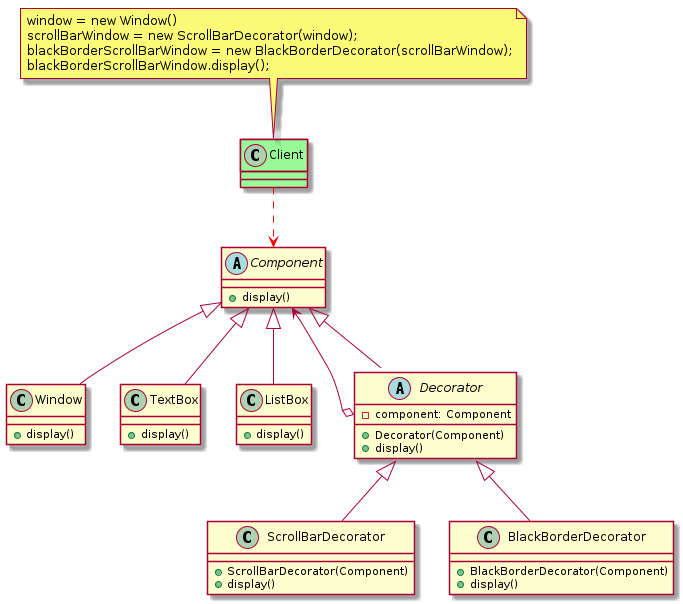 window = new Window()
scrollBarWindow = new ScrollBarDecorator(window);
blackBorderScrollBarWindow = new BlackBorderDecorator(scrollBarWindow);
blackBorderScrollBarWindow.display();
C Client
A Component
display()
C Window
display()
C TextBox
display()
C ListBox
display()
A Decorator
component: Component
Decorator(Component)
display()
C ScrollBarDecorator
ScrollBarDecorator(Component)
display()
C BlackBorderDecorator
BlackBorderDecorator(Component)
display()